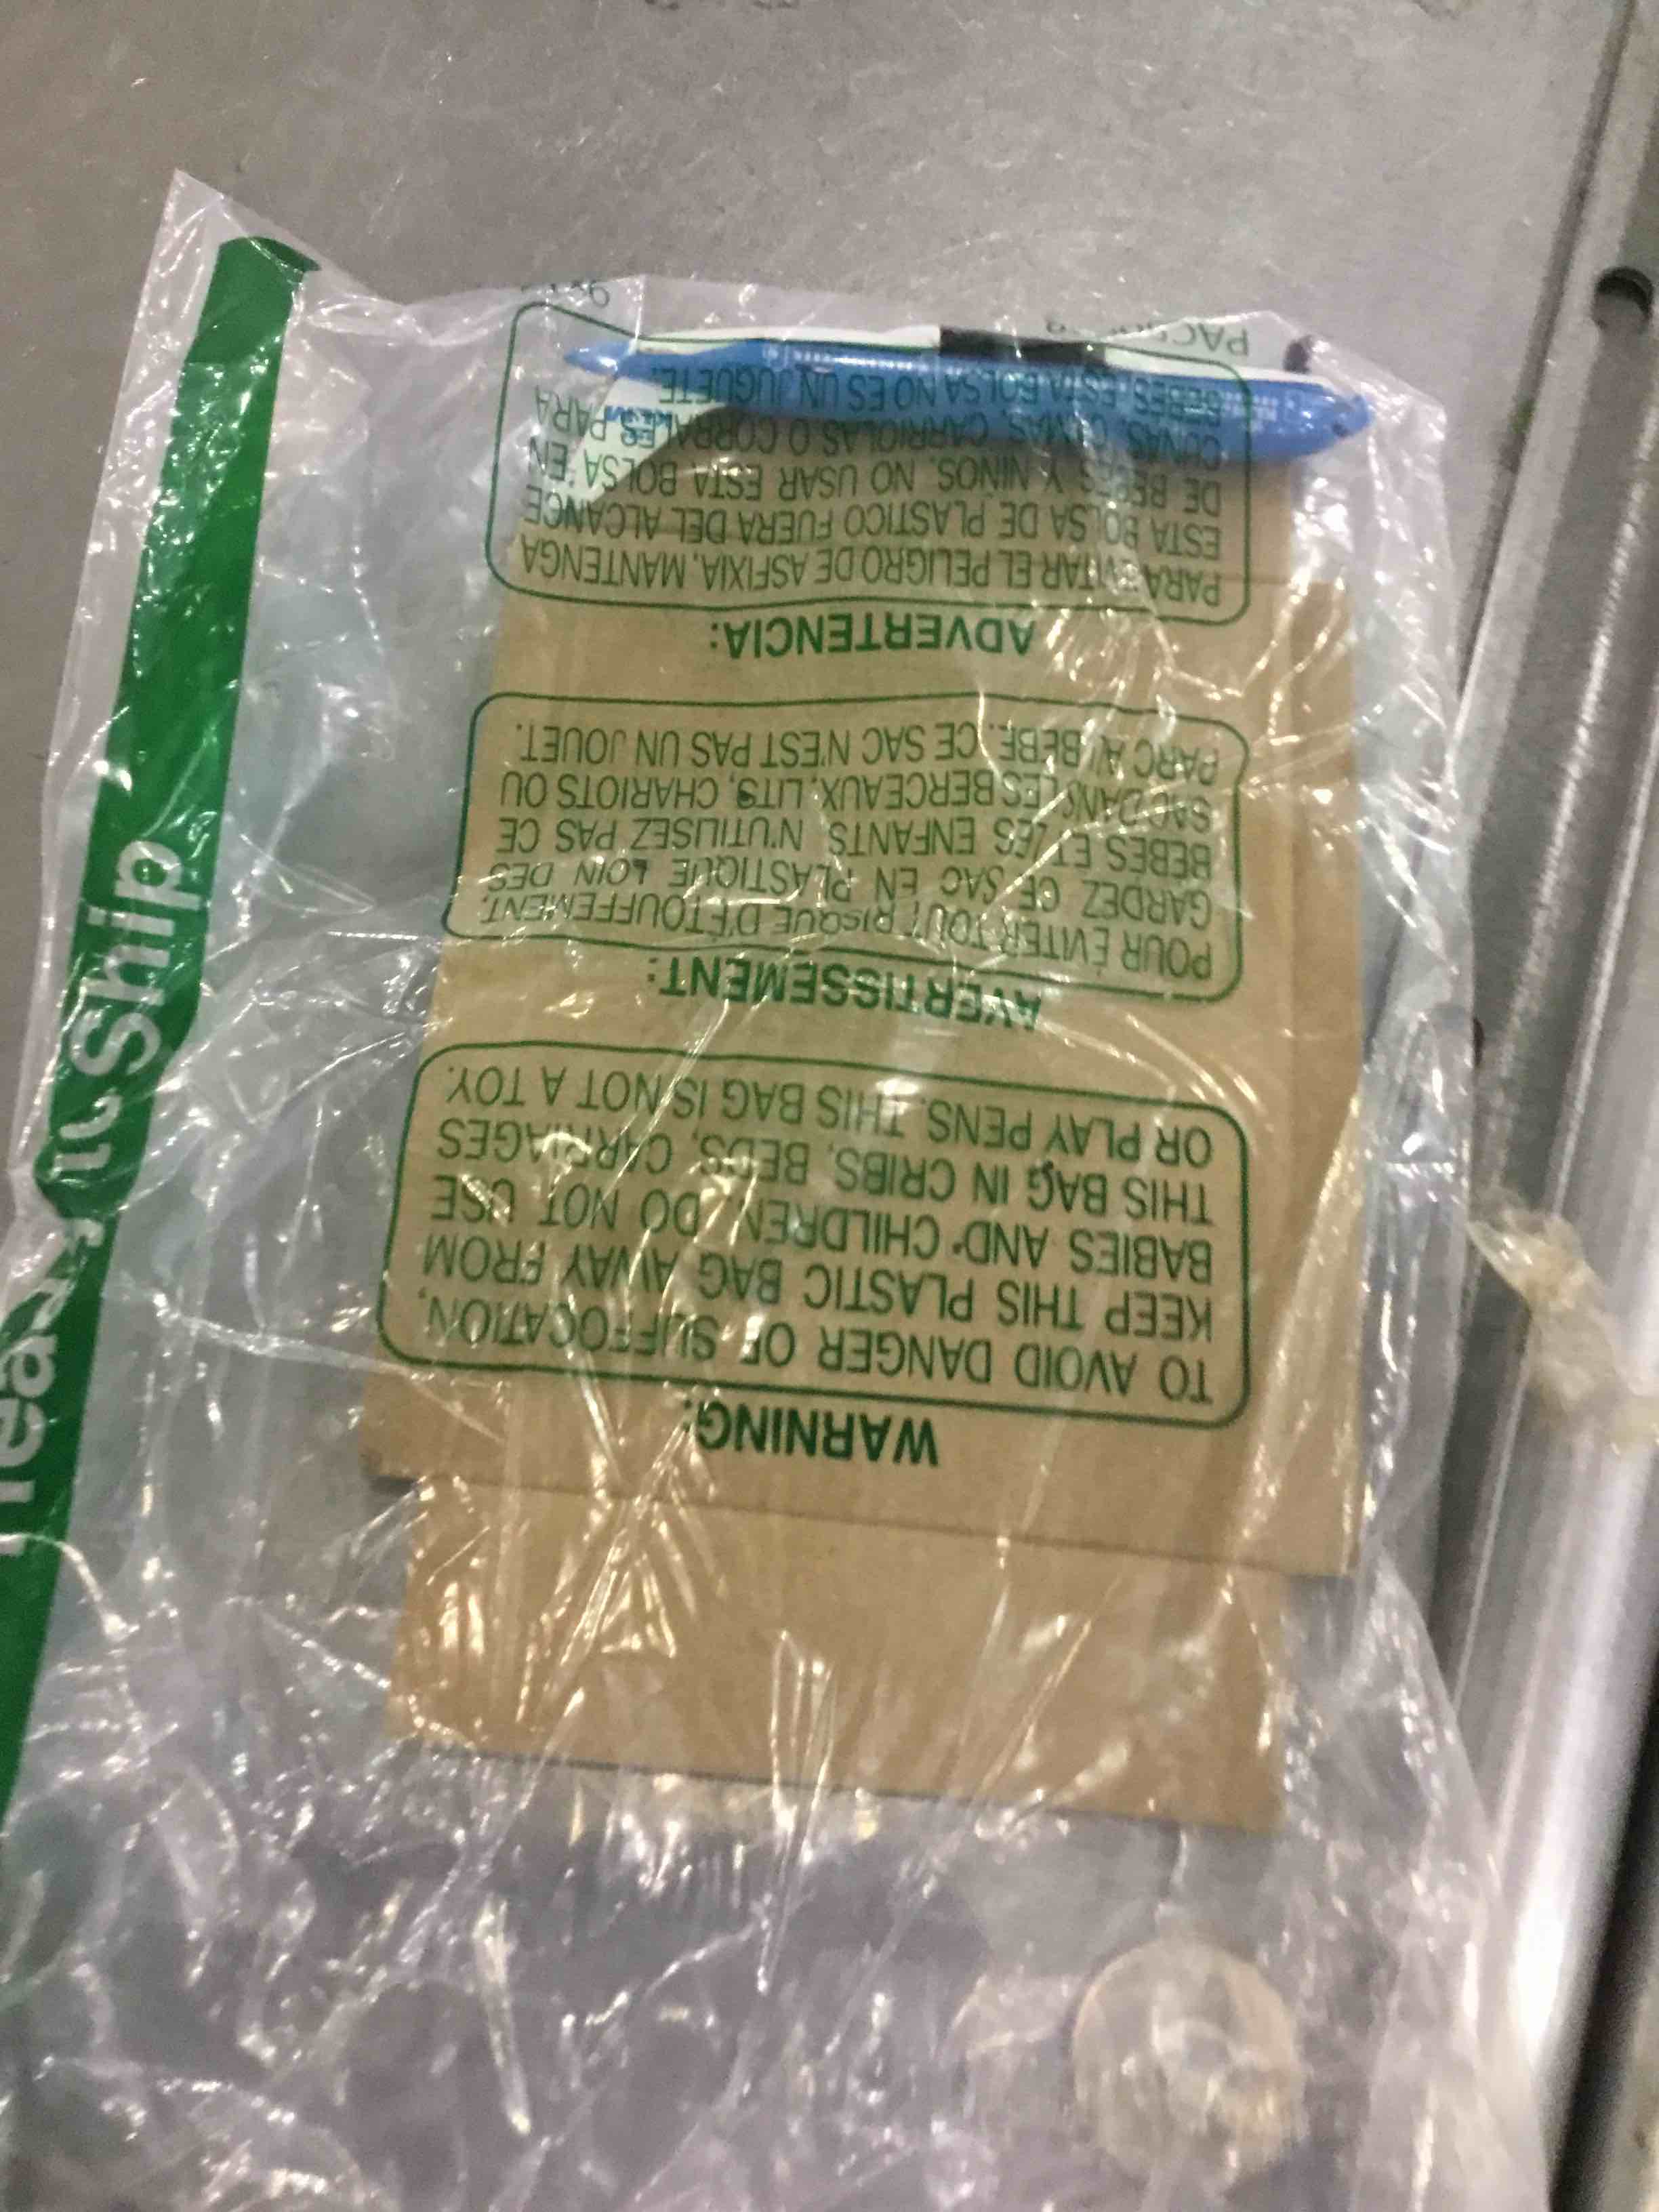 WARNING:
TO AVOID DANGER OF SUFFOCATION,
KEEP THIS PLASTIC BAG AWAY FROM
BABIES AND CHILDREN. DO NOT USE
THIS BAG IN CRIBS, BEDS, CARRIAGES
OR PLAY PENS. THIS BAG IS NOT A TOY.
AVERTISSEMENT:
POUR ÉVITER TOUT RISQUE D'ÉTOUFFEMENT,
GARDEZ CE SAC EN PLASTIQUE LOIN DES
BEBES ET LES ENFANTS. N'UTILISEZ PAS CE
SAC DANS LES BERCEAUX, LITS, CHARIOTS OU
PARC A BEBE. CE SAC N'EST PAS UN JOUET.
ADVERTENCIA:
PARA EVITAR EL PELIGRO DE ASFIXIA, MANTENGA
ESTA BOLSA DE PLASTICO FUERA DEL ALCANCE
DE BEBES Y NIÑOS. NO USAR ESTA BOLSA EN
CUNAS, CAMAS, CARRIOLAS O CORRALES PARA
BEBES. ESTA BOLSA NO ES UN JUGUETE.
Ship